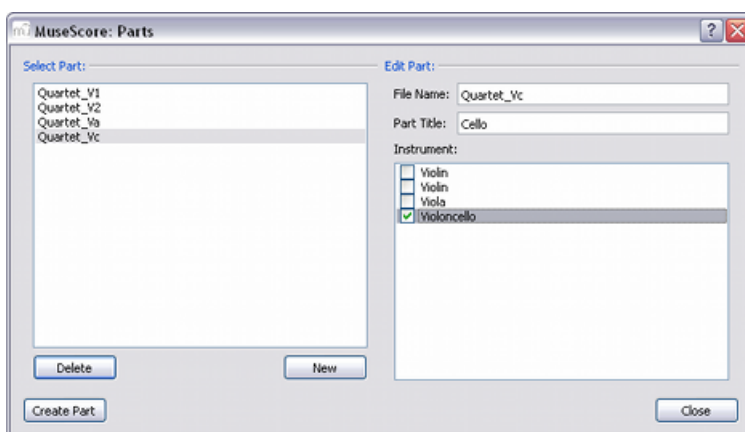 MuseScore: Parts
Select Part:
Quartet_V1
Quartet_V2
Quartet_Va
Quartet_Vc
Delete
New
Create Part
Edit Part:
File Name: Quartet_Vc
Part Title: Cello
Instrument:
Violin
Violin
Viola
Violoncello
Close